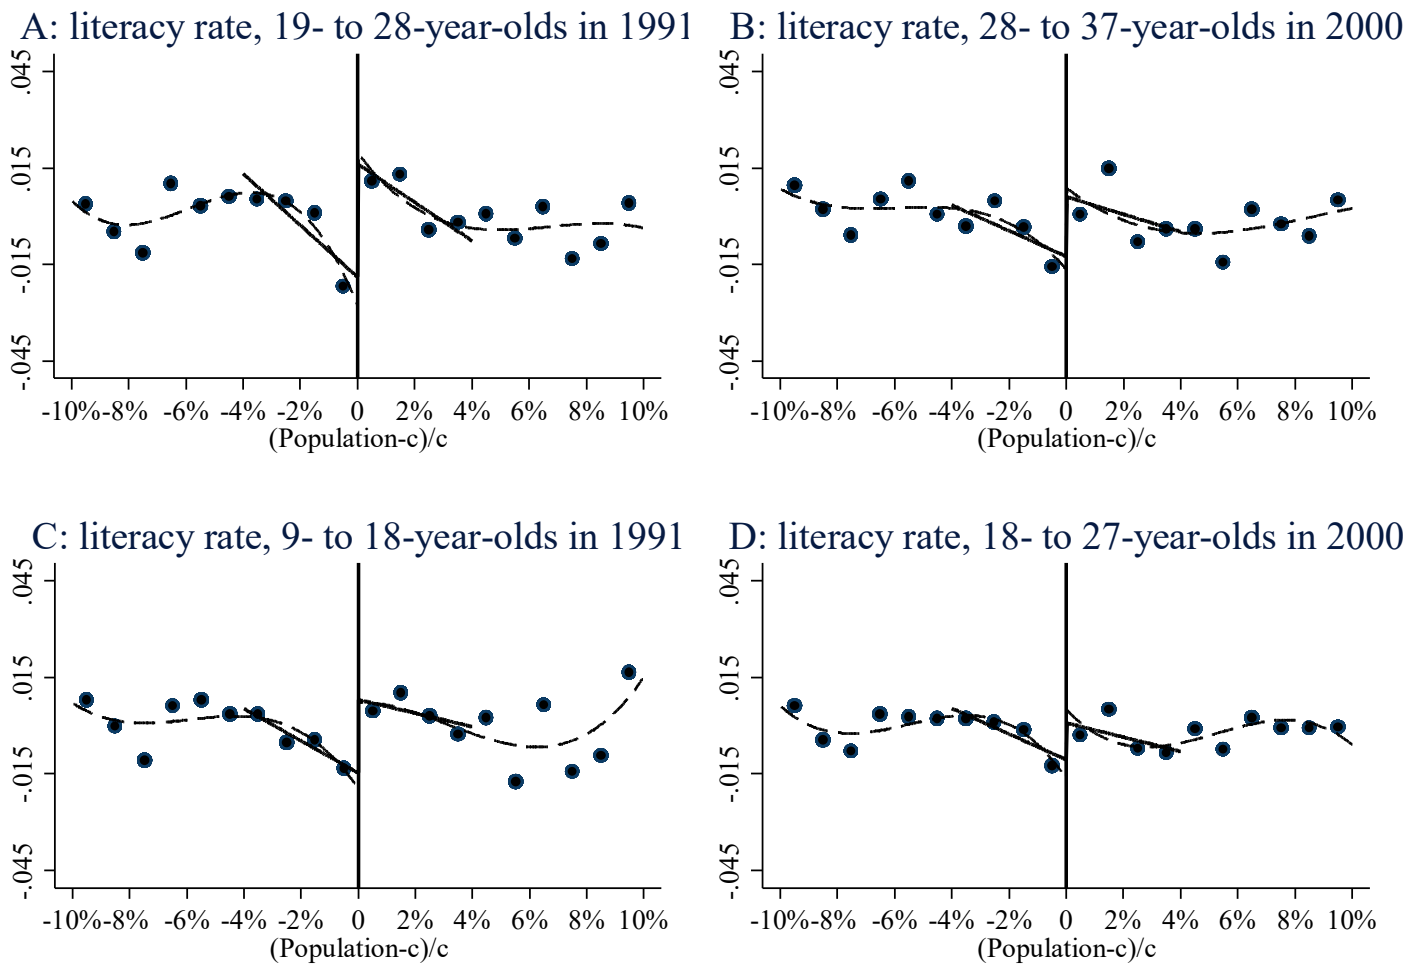 A: literacy rate, 19- to 28-year-olds in 1991
.045
.015
-.015
-.045
-10%-8% -6% -4% -2% 0 2% 4% 6% 8% 10%
(Population-c)/c
B: literacy rate, 28- to 37-year-olds in 2000
.045
.015
-.015
-.045
-10%-8% -6% -4% -2% 0 2% 4% 6% 8% 10%
(Population-c)/c
C: literacy rate, 9- to 18-year-olds in 1991
.045
.015
-.015
-.045
-10%-8% -6% -4% -2% 0 2% 4% 6% 8% 10%
(Population-c)/c
D: literacy rate, 18- to 27-year-olds in 2000
.045
.015
-.015
-.045
-10%-8% -6% -4% -2% 0 2% 4% 6% 8% 10%
(Population-c)/c